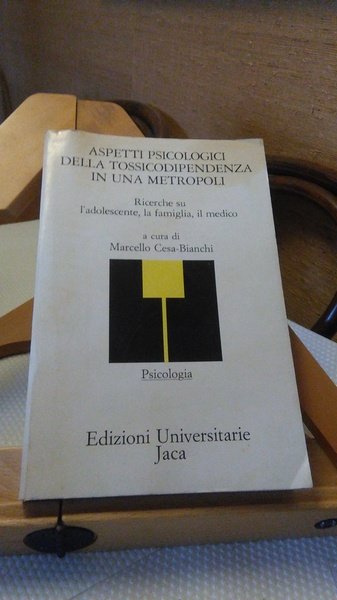 ASPETTI PSICOLOGICI
DELLA TOSSICODIPENDENZA
IN UNA METROPOLI
Ricerche su
l'adolescente, la famiglia, il medico
a cura di
Marcello Cesa-Bianchi
Psicologia
Edizioni Universitarie
Jaca